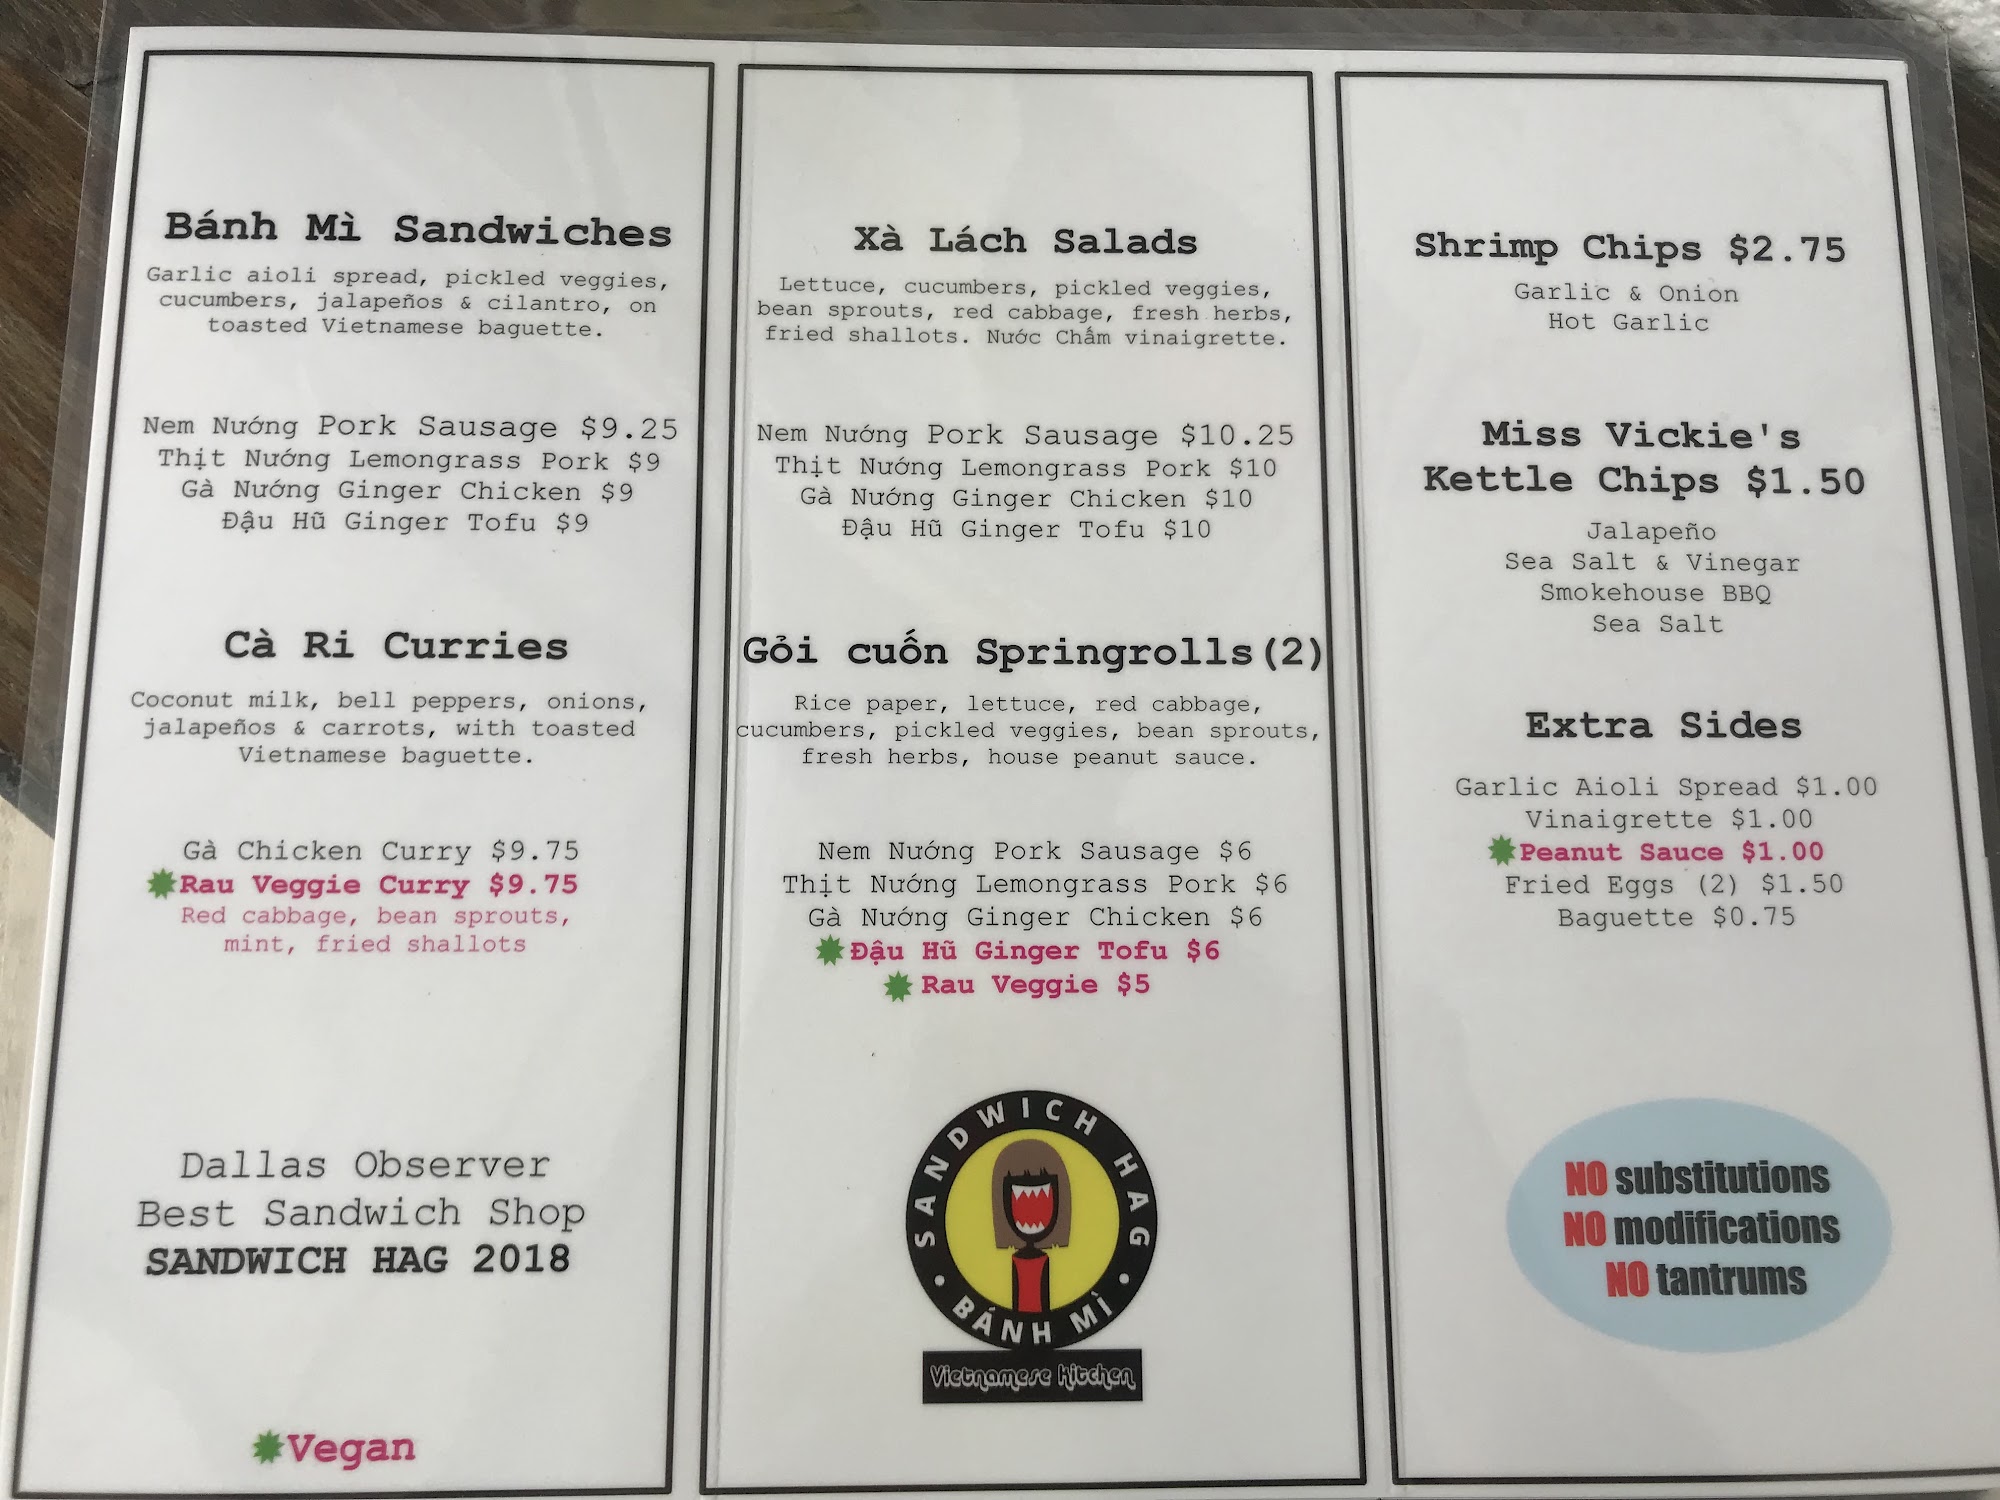 Bánh Mì Sandwiches
Garlic aioli spread, pickled veggies,
cucumbers, jalapeños & cilantro, on
toasted Vietnamese baguette.
Nem Nướng Pork Sausage $9.25
Thịt Nướng Lemongrass Pork $9
Gà Nướng Ginger Chicken $9
Đậu Hũ Ginger Tofu $9
Cà Ri Curries
Coconut milk, bell peppers, onions,
jalapeños & carrots, with toasted
Vietnamese baguette.
Gà Chicken Curry $9.75
Rau Veggie Curry $9.75
Red cabbage, bean sprouts,
mint, fried shallots
Dallas Observer
Best Sandwich Shop
SANDWICH HAG 2018
Vegan
Xà Lách Salads
Lettuce, cucumbers, pickled veggies,
bean sprouts, red cabbage, fresh herbs,
fried shallots. Nước Chấm vinaigrette.
Nem Nướng Pork Sausage $10.25
Thịt Nướng Lemongrass Pork $10
Gà Nướng Ginger Chicken $10
Đậu Hũ Ginger Tofu $10
Gỏi cuốn Springrolls(2)
Rice paper, lettuce, red cabbage,
cucumbers, pickled veggies, bean sprouts,
fresh herbs, house peanut sauce.
Nem Nướng Pork Sausage $6
Thịt Nướng Lemongrass Pork $6
Gà Nướng Ginger Chicken $6
Đậu Hũ Ginger Tofu $6
Rau Veggie $5
SANDWICH HAG
• BÁNH MÌ •
Vietnamese Kitchen
Shrimp Chips $2.75
Garlic & Onion
Hot Garlic
Miss Vickie's
Kettle Chips $1.50
Jalapeño
Sea Salt & Vinegar
Smokehouse BBQ
Sea Salt
Extra Sides
Garlic Aioli Spread $1.00
Vinaigrette $1.00
Peanut Sauce $1.00
Fried Eggs (2) $1.50
Baguette $0.75
NO substitutions
NO modifications
NO tantrums